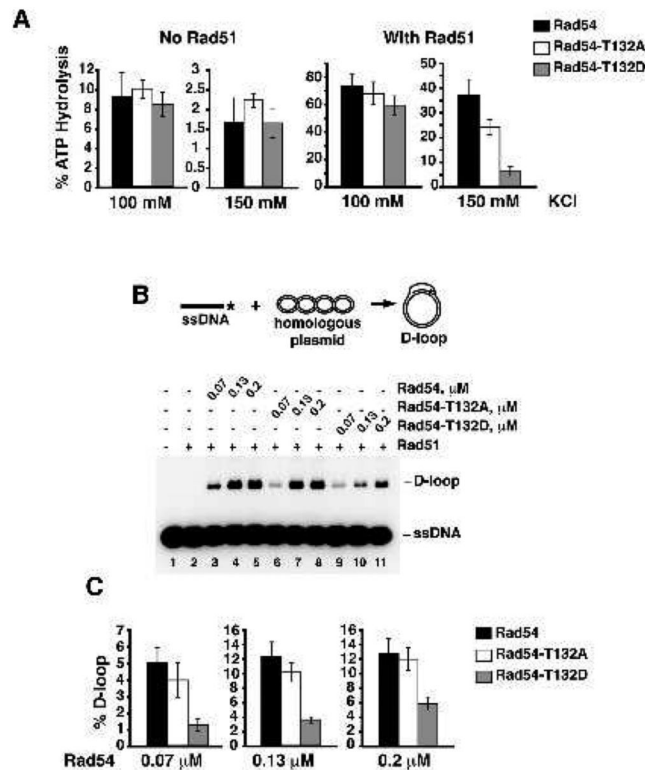 A
No Rad51
WIth Rad51
Rad54
Rad54-T132A
Rad54-T132D
% ATP Hydrolysis
12
10
8
6
4
2
0
3
2.5
2
1.5
1
0.5
0
80
60
40
20
0
50
40
30
20
10
0
100 mM
150 mM
100 mM
150 mM
KCl
B
ssDNA
*
+
homologous
plasmid
D-loop
- - 0.07 0.13 0.2 - - - - - - Rad54, μM
- - - - - 0.07 0.13 0.2 - - - Rad54-T132A, μM
- - - - - - - - 0.07 0.13 0.2 Rad54-T132D, μM
- + + + + + + + + + + Rad51
– D-loop
– ssDNA
1 2 3 4 5 6 7 8 9 10 11
C
Rad54
Rad54-T132A
Rad54-T132D
% D-loop
7
6
5
4
3
2
1
0
16
14
12
10
8
6
4
2
0
16
14
12
10
8
6
4
2
0
Rad54 0.07 μM 0.13 μM 0.2 μM